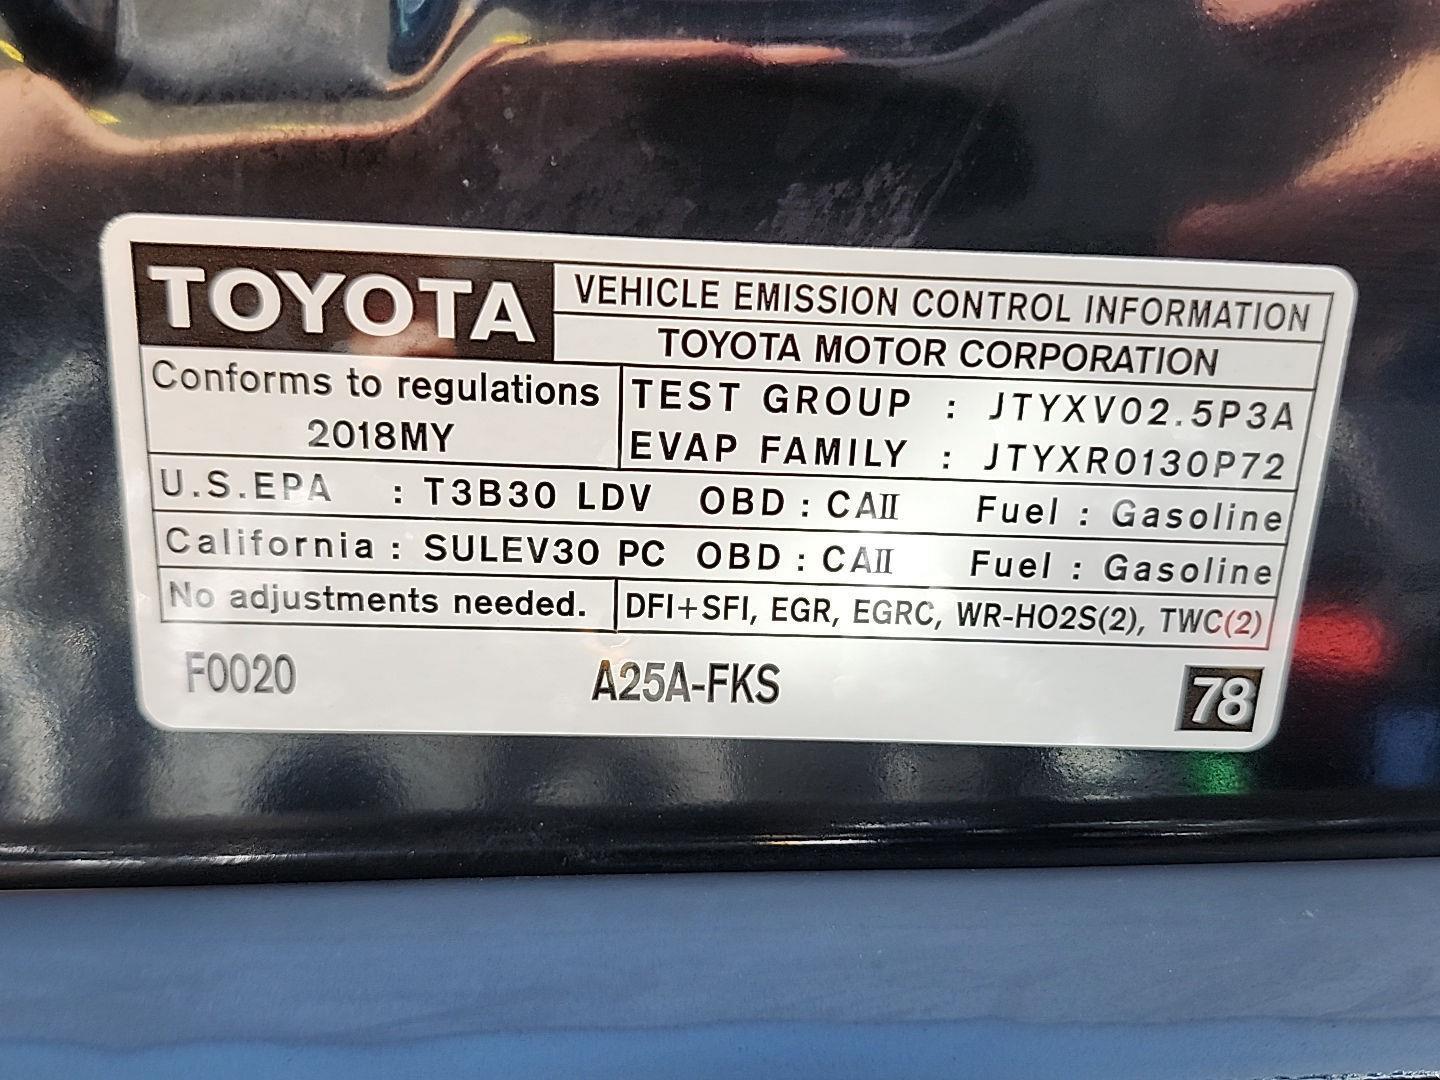 TOYOTA
VEHICLE EMISSION CONTROL INFORMATION
TOYOTA MOTOR CORPORATION
Conforms to regulations
2018MY
TEST GROUP : JTYXV02.5P3A
EVAP FAMILY : JTYXR0130P72
U.S.EPA : T3B30 LDV OBD : CAII Fuel : Gasoline
California : SULEV30 PC OBD : CAII Fuel : Gasoline
No adjustments needed.
DFI+SFI, EGR, EGRC, WR-HO2S(2), TWC(2)
F0020
A25A-FKS
78